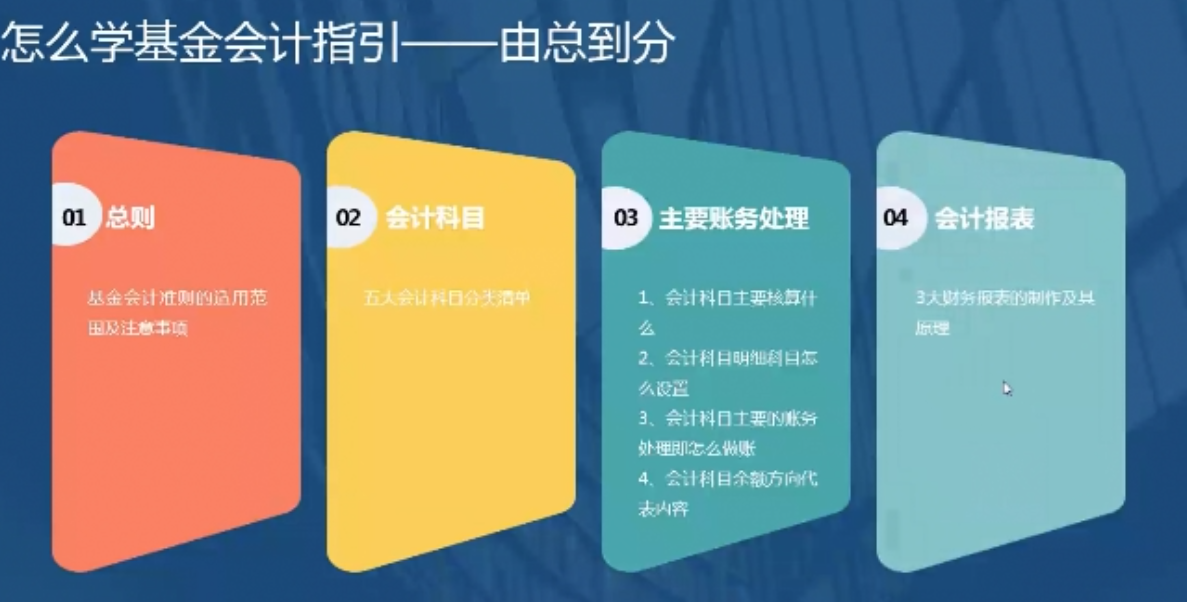 怎么学基金会计指引——由总到分
01 总则
基金会计准则的适用范
围及注意事项
02 会计科目
五大会计科目分类清单
03 主要账务处理
1、会计科目主要核算什
么
2、会计科目明细科目怎
么设置
3、会计科目主要的账务
处理即怎么做账
4、会计科目余额方向代
表内容
04 会计报表
3大财务报表的制作及其
原理